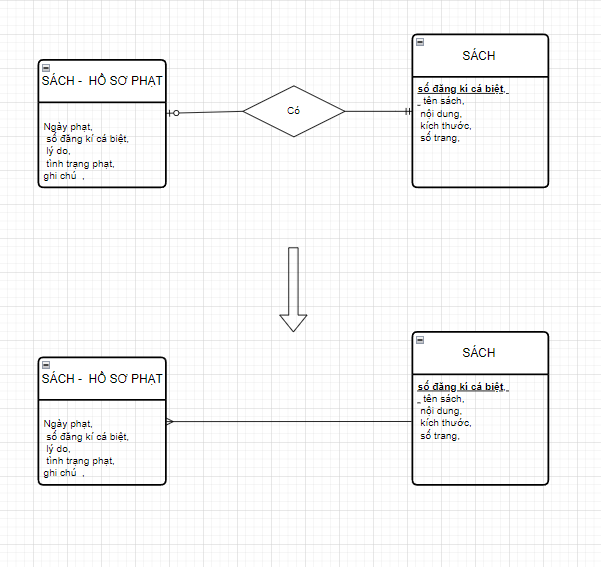 SÁCH - HỒ SƠ PHẠT
Ngày phạt,
số đăng kí cá biệt,
lý do,
tình trạng phạt,
ghi chú ,
Có
SÁCH
số đăng kí cá biệt,
tên sách,
nội dung,
kích thước,
số trang,
SÁCH - HỒ SƠ PHẠT
Ngày phạt,
số đăng kí cá biệt,
lý do,
tình trạng phạt,
ghi chú ,
SÁCH
số đăng kí cá biệt,
tên sách,
nội dung,
kích thước,
số trang,